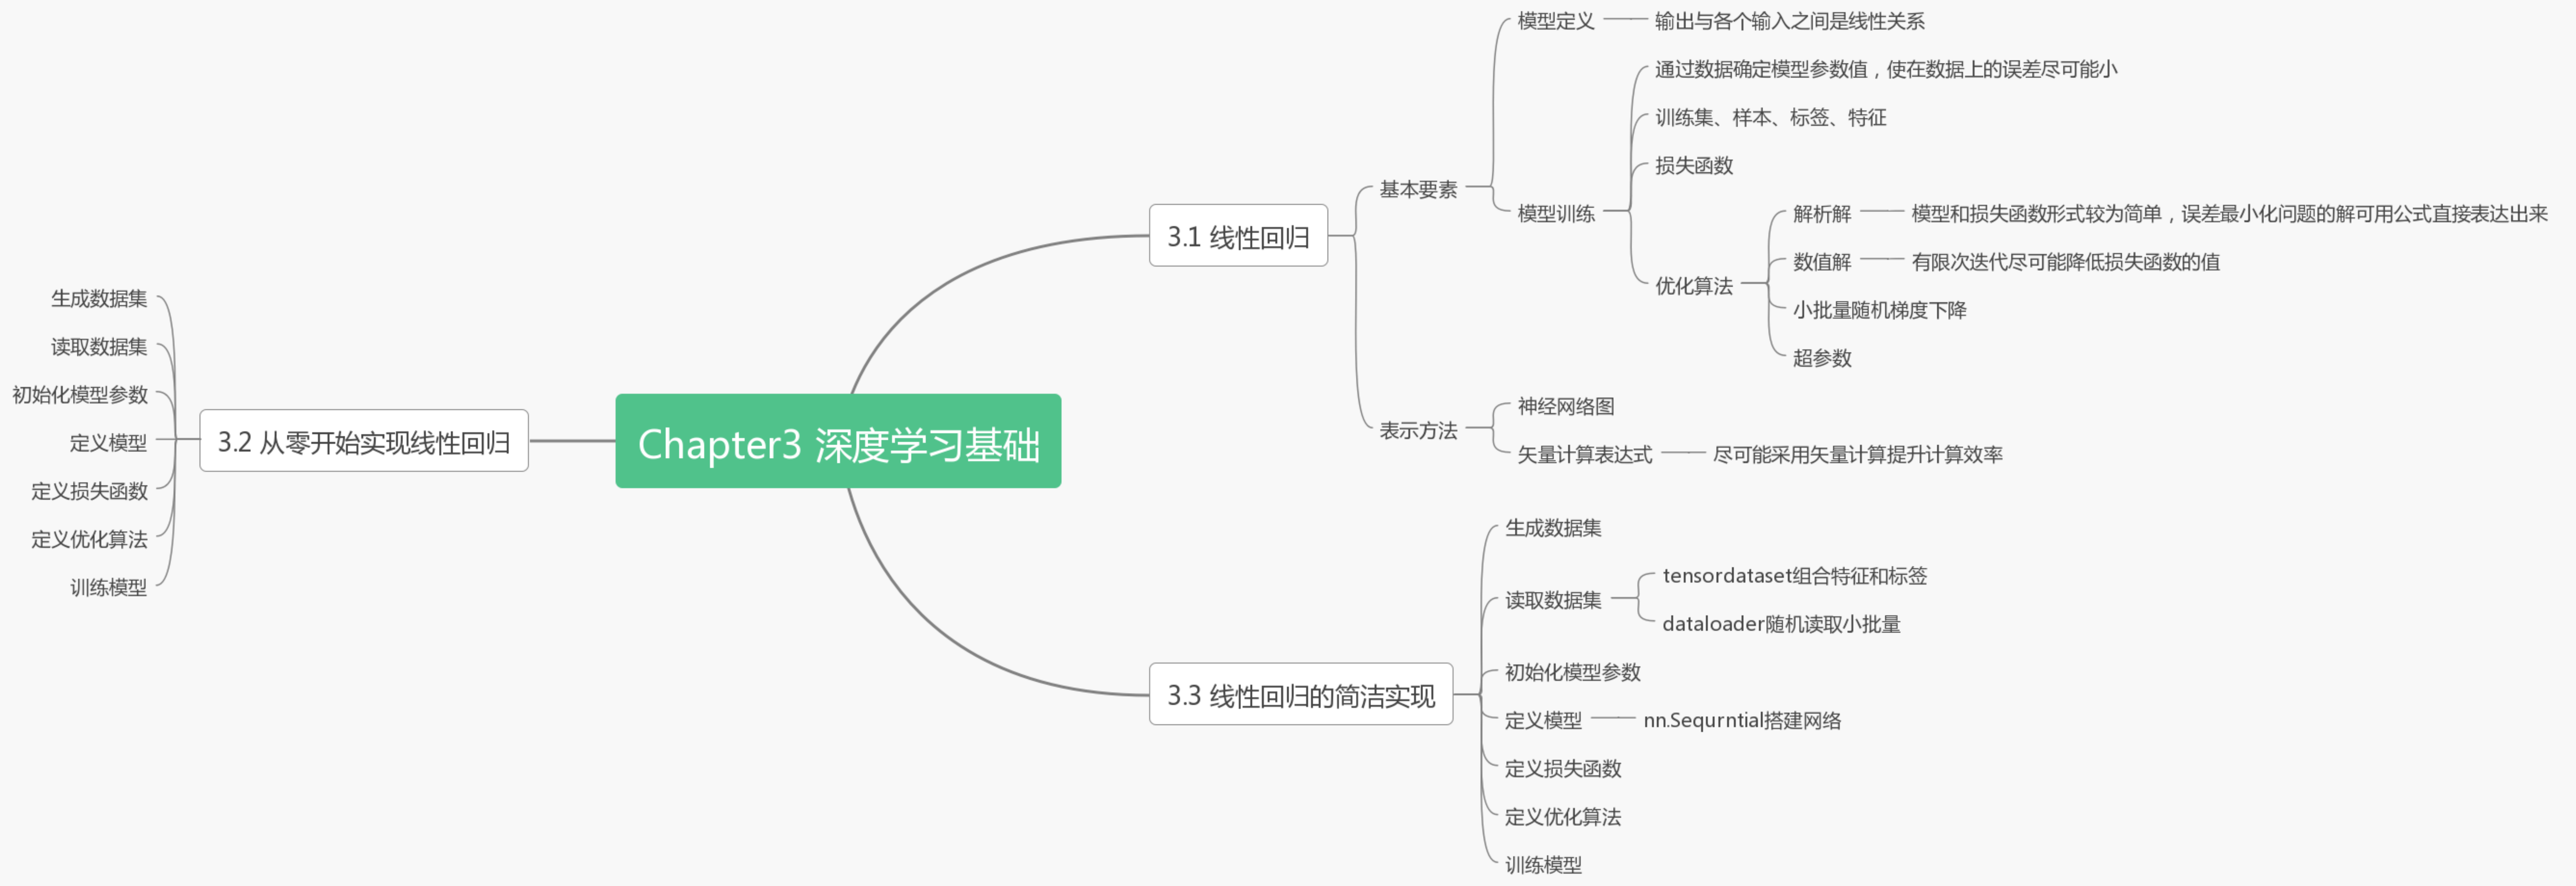 Chapter3 深度学习基础
3.1 线性回归
基本要素
模型定义
输出与各个输入之间是线性关系
模型训练
通过数据确定模型参数值，使在数据上的误差尽可能小
训练集、样本、标签、特征
损失函数
优化算法
解析解
模型和损失函数形式较为简单，误差最小化问题的解可用公式直接表达出来
数值解
有限次迭代尽可能降低损失函数的值
小批量随机梯度下降
超参数
表示方法
神经网络图
矢量计算表达式
尽可能采用矢量计算提升计算效率
3.2 从零开始实现线性回归
生成数据集
读取数据集
初始化模型参数
定义模型
定义损失函数
定义优化算法
训练模型
3.3 线性回归的简洁实现
生成数据集
读取数据集
tensordataset组合特征和标签
dataloader随机读取小批量
初始化模型参数
定义模型
nn.Sequrntial搭建网络
定义损失函数
定义优化算法
训练模型